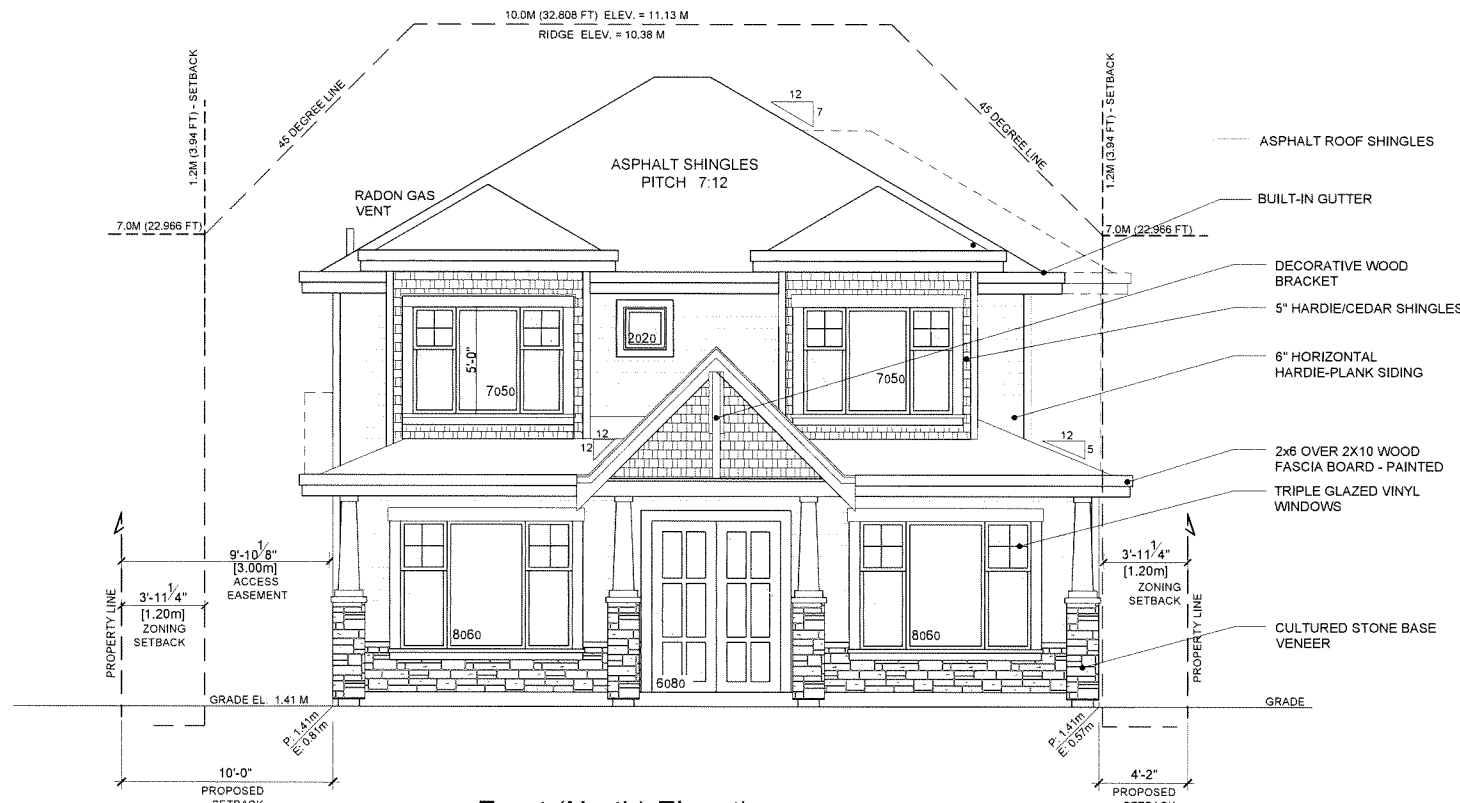 10.0M (32.808 FT) ELEV. = 11.13 M
RIDGE ELEV. = 10.38 M
1.2M (3.94 FT) - SETBACK
45 DEGREE LINE
12
7
45 DEGREE LINE
1.2M (3.94 FT) - SETBACK
ASPHALT ROOF SHINGLES
ASPHALT SHINGLES
PITCH 7:12
RADON GAS
VENT
BUILT-IN GUTTER
7.0M (22.966 FT)
7.0M (22.966 FT)
DECORATIVE WOOD
BRACKET
5" HARDIE/CEDAR SHINGLES
2020
5'-0"
7050
7050
6" HORIZONTAL
HARDIE-PLANK SIDING
12
12
12
5
2x6 OVER 2X10 WOOD
FASCIA BOARD - PAINTED
TRIPLE GLAZED VINYL
WINDOWS
9'-10 1/8"
[3.00m]
ACCESS
EASEMENT
3'-11 1/4"
[1.20m]
ZONING
SETBACK
PROPERTY LINE
3'-11 1/4"
[1.20m]
ZONING
SETBACK
PROPERTY LINE
8060
8060
6080
CULTURED STONE BASE
VENEER
GRADE EL: 1.41 M
GRADE
P: 1.41m
E: 0.81m
P: 1.41m
E: 0.57m
10'-0"
PROPOSED
SETBACK
4'-2"
PROPOSED
SETBACK
Front (North) Elevation